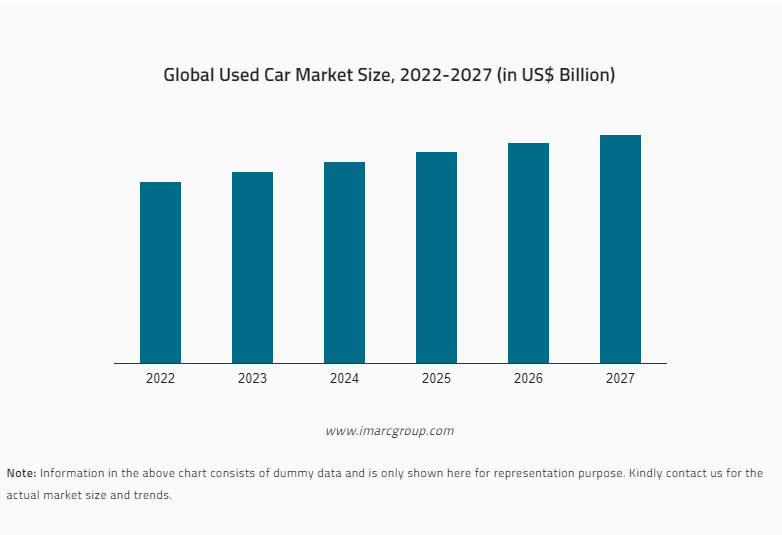 Global Used Car Market Size, 2022-2027 (in US$ Billion)
2022 2023 2024 2025 2026 2027
www.imarcgroup.com
Note: Information in the above chart consists of dummy data and is only shown here for representation purpose. Kindly contact us for the
actual market size and trends.